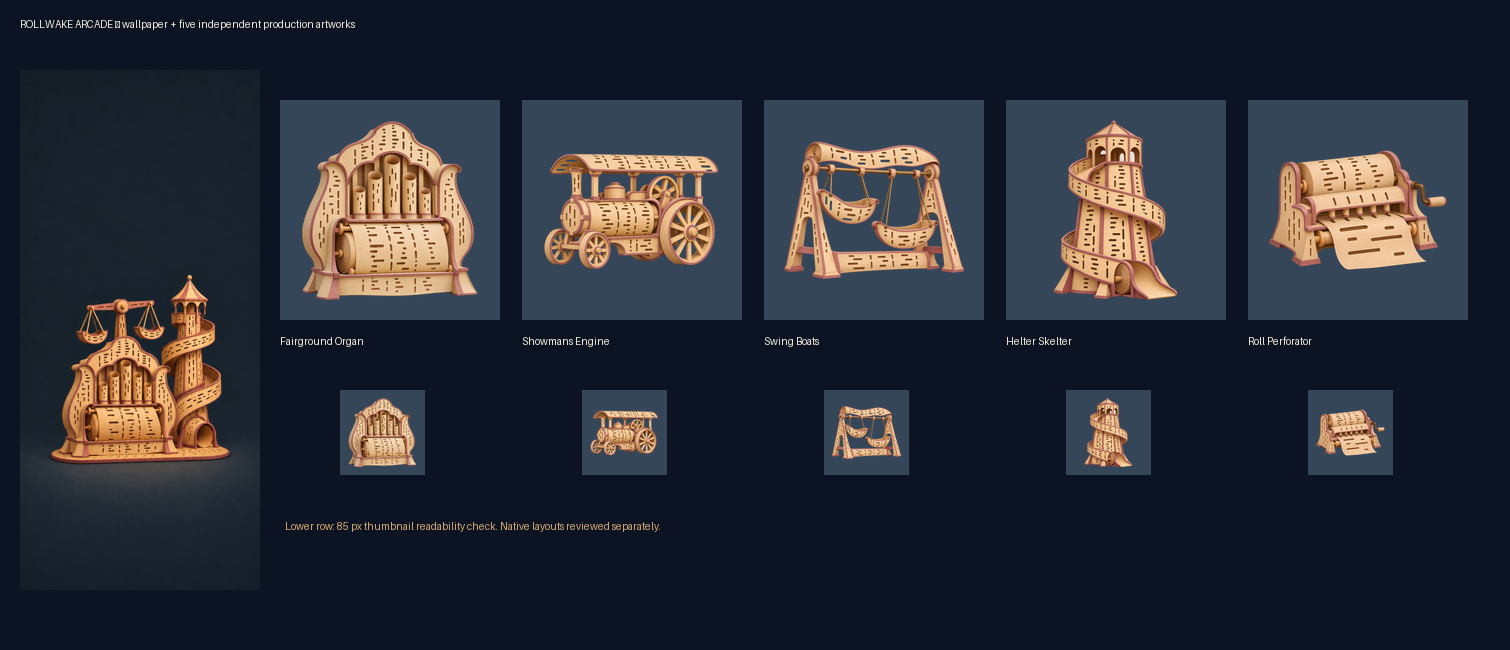 ROLLWAKE ARCADE ☒ wallpaper + five independent production artworks
Fairground Organ
Showmans Engine
Swing Boats
Helter Skelter
Roll Perforator
Lower row: 85 px thumbnail readability check. Native layouts reviewed separately.